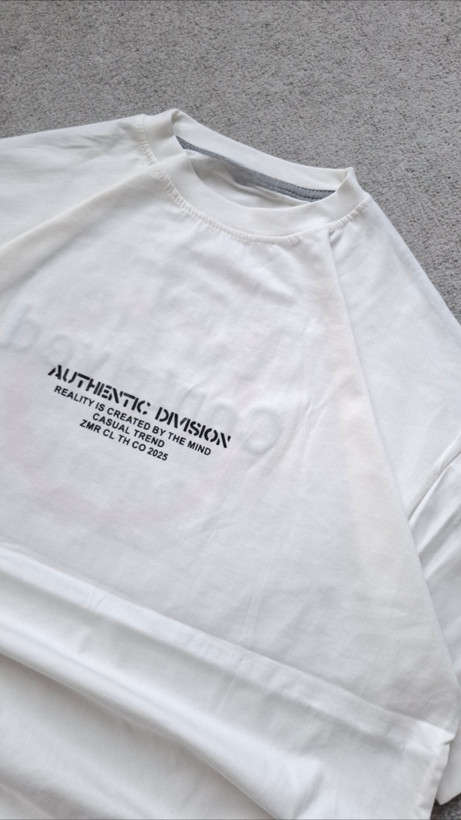 AUTHENTIC DIVISION
REALITY IS CREATED BY THE MIND
CASUAL TREND
ZMR CL TH CO 2025